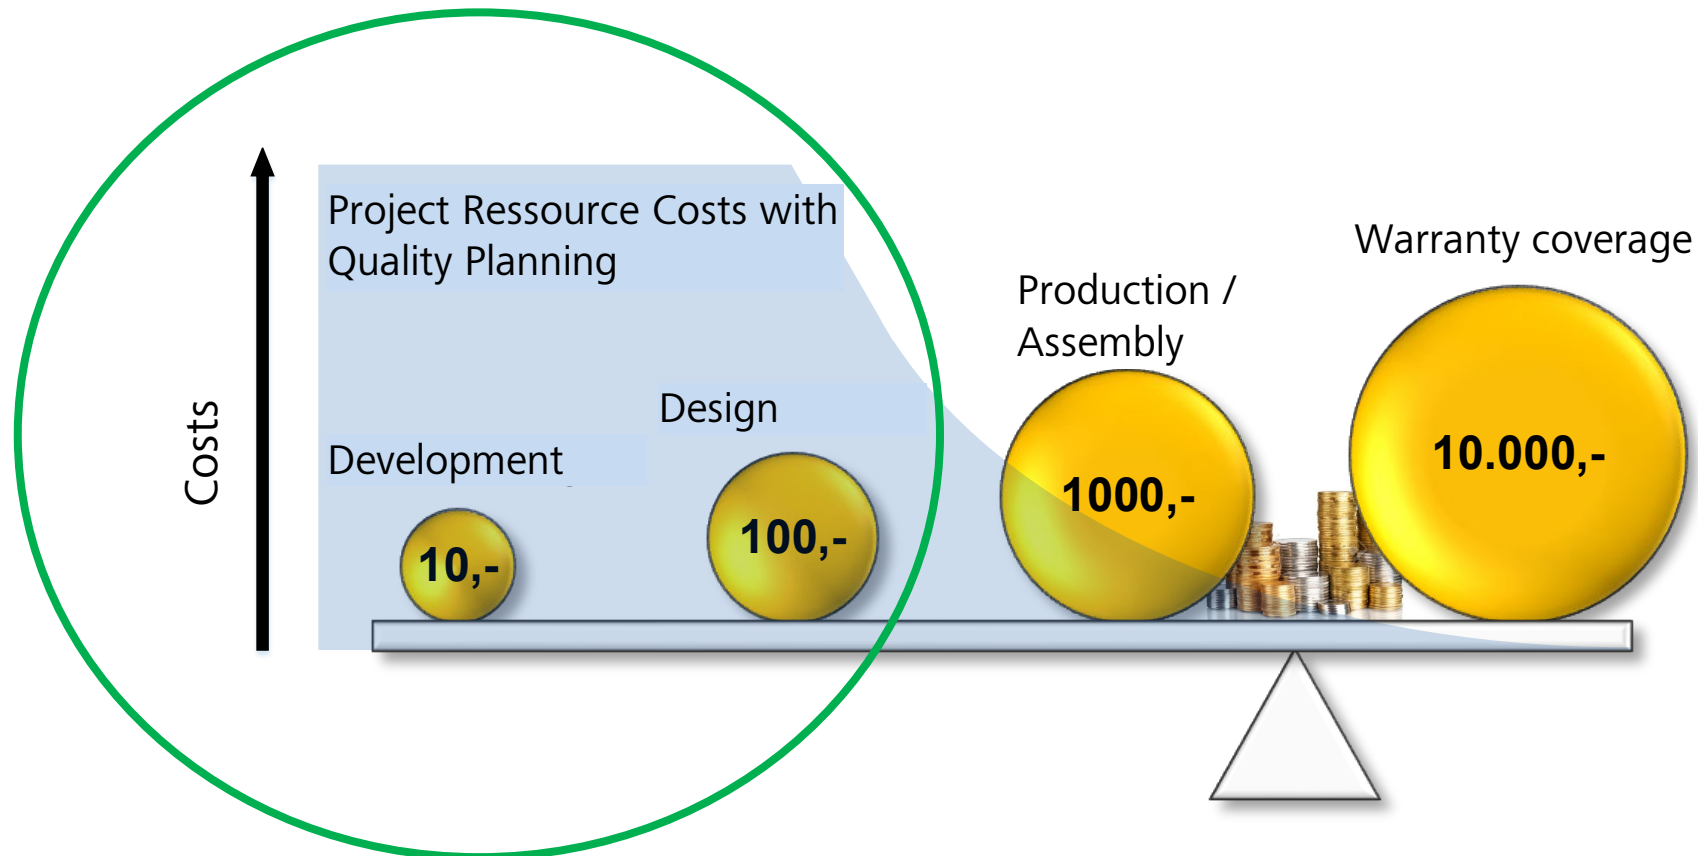 Project Ressource Costs with
Quality Planning
Warranty coverage
Production /
Assembly
Design
Development
Costs
10,-
100,-
1000,-
10.000,-